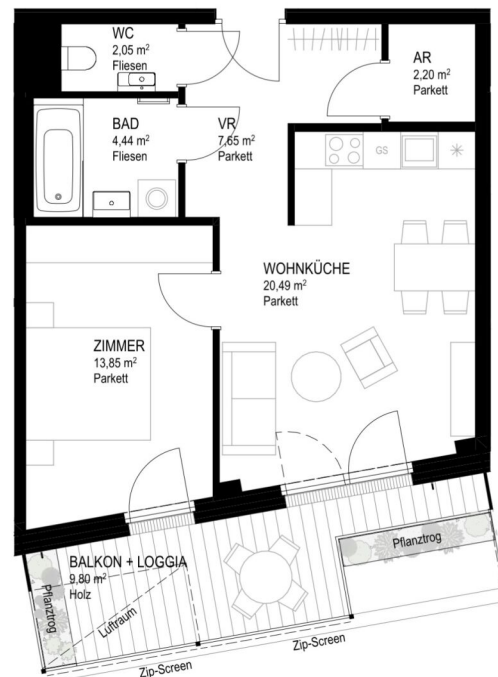 WC
2,05 m²
Fliesen
AR
2,20 m²
Parkett
BAD
4,44 m²
Fliesen
VR
7,65 m²
Parkett
GS
WOHNKÜCHE
20,49 m²
Parkett
ZIMMER
13,85 m²
Parkett
Pflanztrog
BALKON + LOGGIA
9,80 m²
Holz
Pflanztrog
Luftraum
Zip-Screen
Zip-Screen